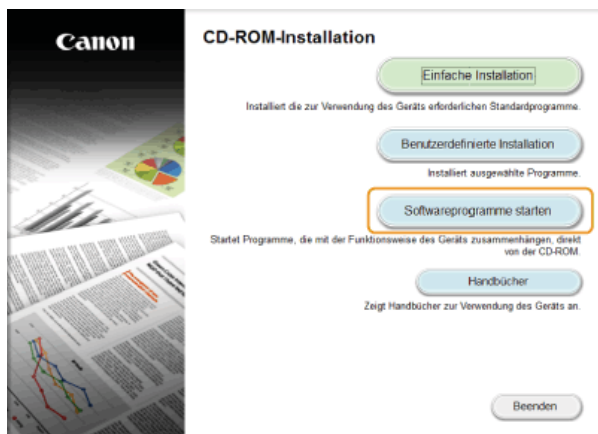 Canon
CD-ROM-Installation
Einfache Installation
Installiert die zur Verwendung des Geräts erforderlichen Standardprogramme.
Benutzerdefinierte Installation
Installiert ausgewählte Programme.
Softwareprogramme starten
Startet Programme, die mit der Funktionsweise des Geräts zusammenhängen, direkt
von der CD-ROM.
Handbücher
Zeigt Handbücher zur Verwendung des Geräts an.
Beenden